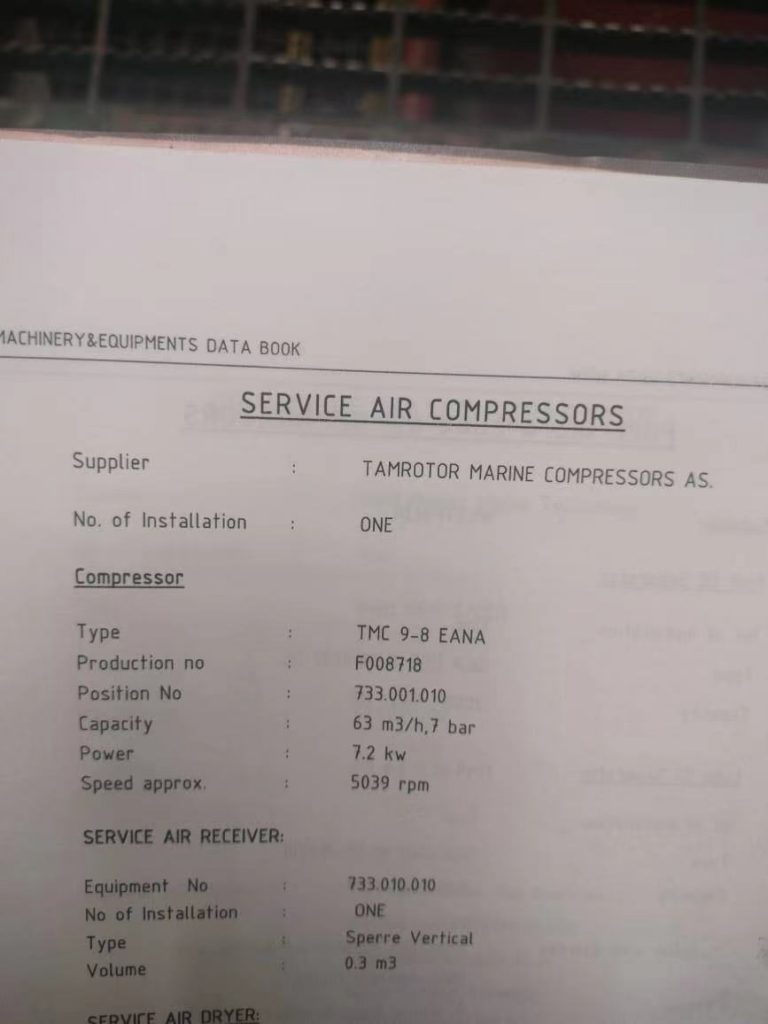 MACHINERY&EQUIPMENTS DATA BOOK
SERVICE AIR COMPRESSORS
Supplier : TAMROTOR MARINE COMPRESSORS AS.
No. of Installation : ONE
Compressor
Type : TMC 9-8 EANA
Production no : F008718
Position No : 733.001.010
Capacity : 63 m3/h,7 bar
Power : 7.2 kw
Speed approx. : 5039 rpm
SERVICE AIR RECEIVER:
Equipment No : 733.010.010
No of Installation : ONE
Type : Sperre Vertical
Volume : 0.3 m3
SERVICE AIR DRYER: